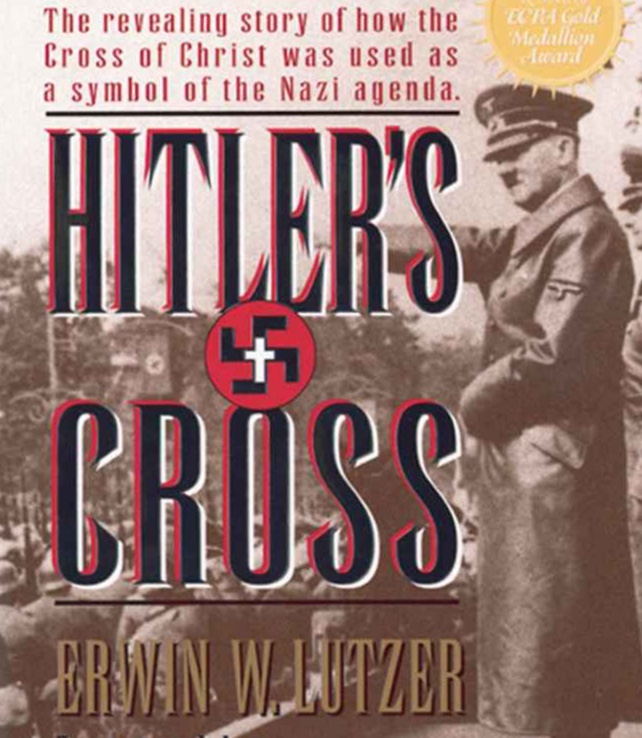 The revealing story of how the
Cross of Christ was used as
a symbol of the Nazi agenda.
ECPA Gold
Medallion
Award
HITLER'S
CROSS
ERWIN W. LUTZER